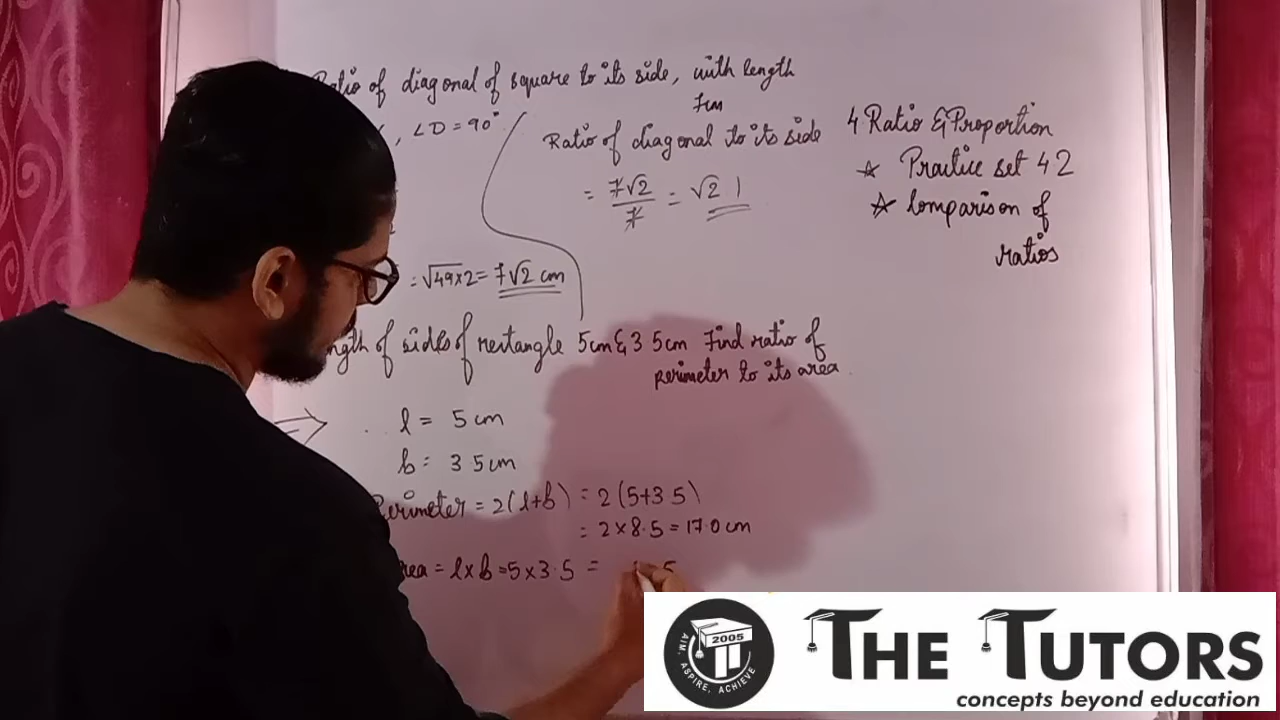 Ratio of diagonal of square to its side, with length
7cm
, ∠D = 90°
Ratio of diagonal to its side
= 7√2 / 7 = √2 1
= √49×2 = 7√2 cm
4 Ratio & Proportion
☆ Practice set 4 2
☆ Comparison of
ratios
ngth of sides of rectangle 5cm & 3 5cm Find ratio of
perimeter to its area
l = 5 cm
b = 3 5 cm
Perimeter = 2(l+b) = 2(5+3 5)
= 2×8.5 = 17.0 cm
rea = l×b = 5×3.5 =
2005
AIM, ASPIRE, ACHIEVE
THE TUTORS
concepts beyond education